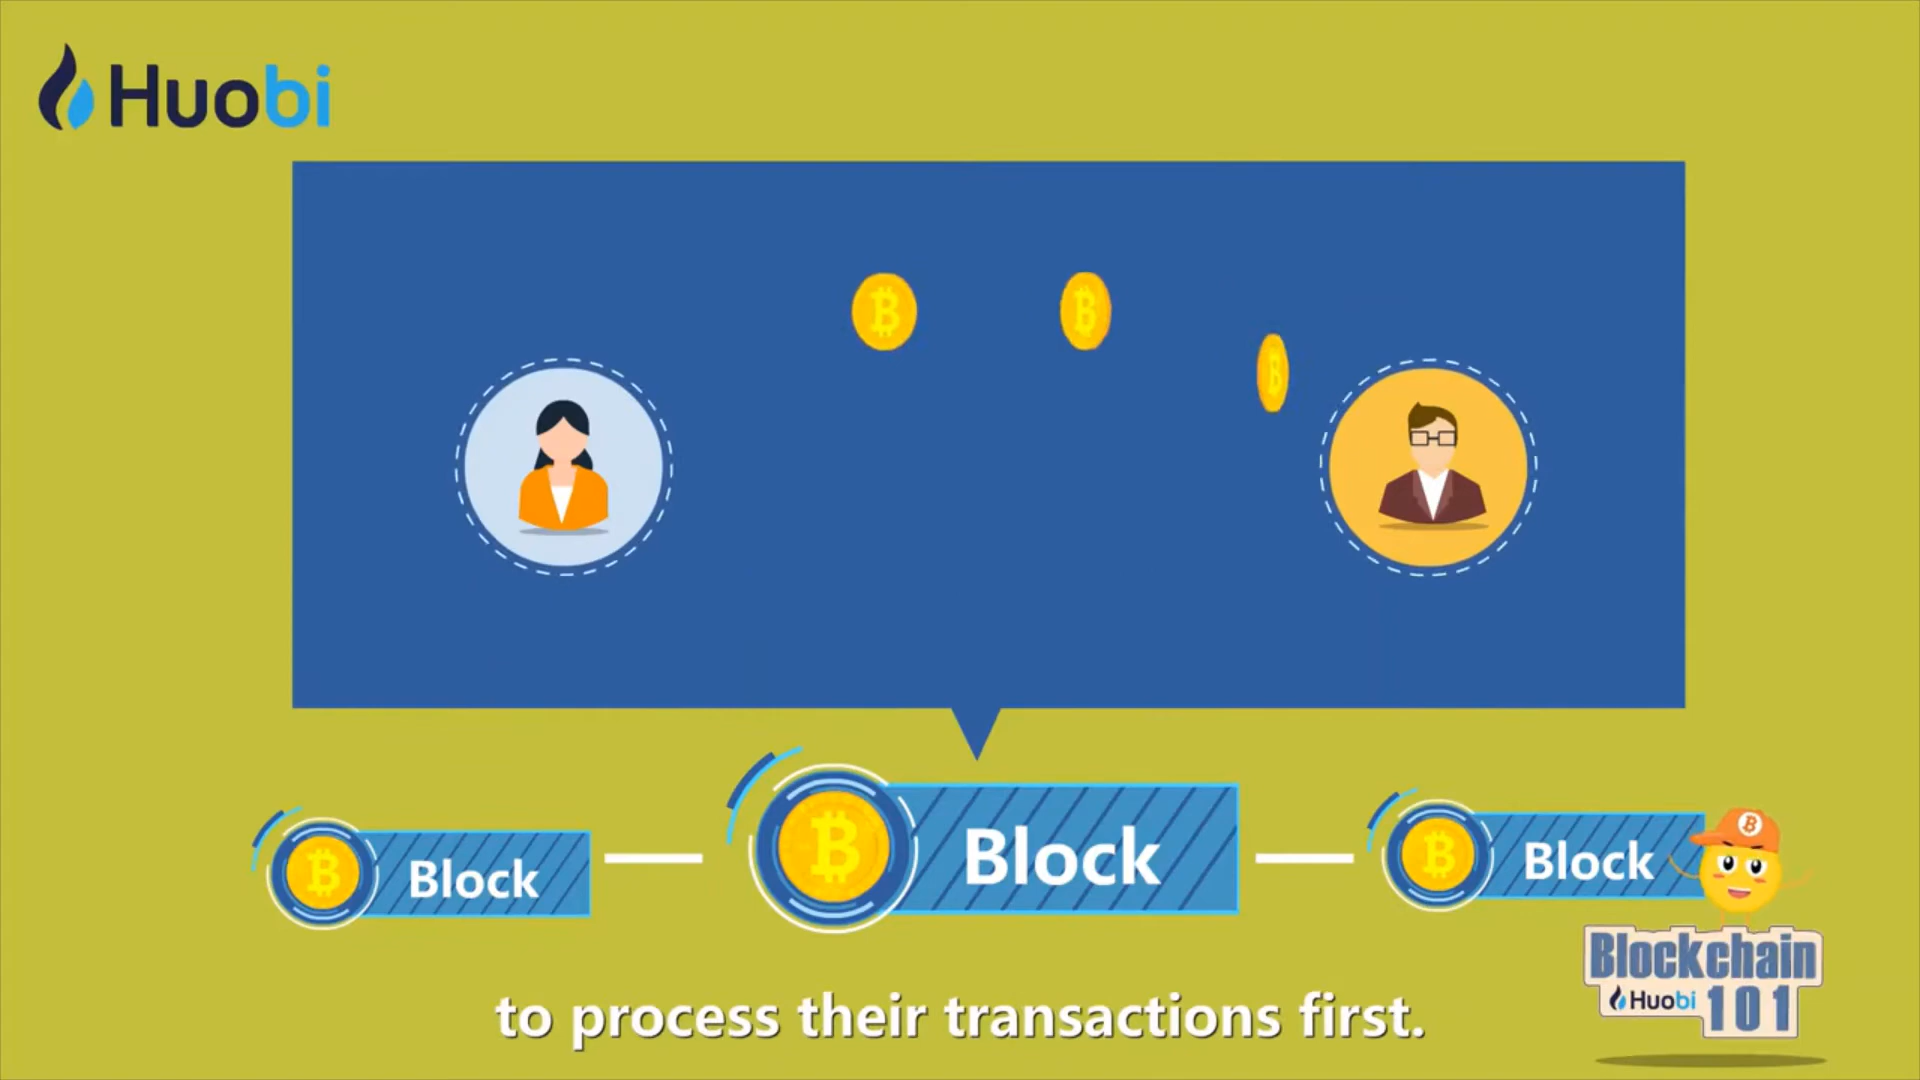 Huobi
Block
Block
Block
Blockchain
Huobi 101
to process their transactions first.